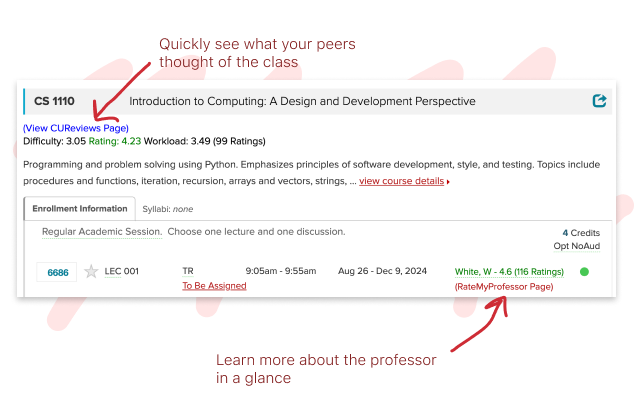 Quickly see what your peers
thought of the class
CS 1110 Introduction to Computing: A Design and Development Perspective
(View CUReviews Page)
Difficulty: 3.05 Rating: 4.23 Workload: 3.49 (99 Ratings)
Programming and problem solving using Python. Emphasizes principles of software development, style, and testing. Topics include
procedures and functions, iteration, recursion, arrays and vectors, strings, ... view course details
Enrollment Information Syllabi: none
Regular Academic Session. Choose one lecture and one discussion. 4 Credits
Opt NoAud
6686 LEC 001 TR 9:05am - 9:55am Aug 26 - Dec 9, 2024 White, W - 4.6 (116 Ratings)
To Be Assigned (RateMyProfessor Page)
Learn more about the professor
in a glance